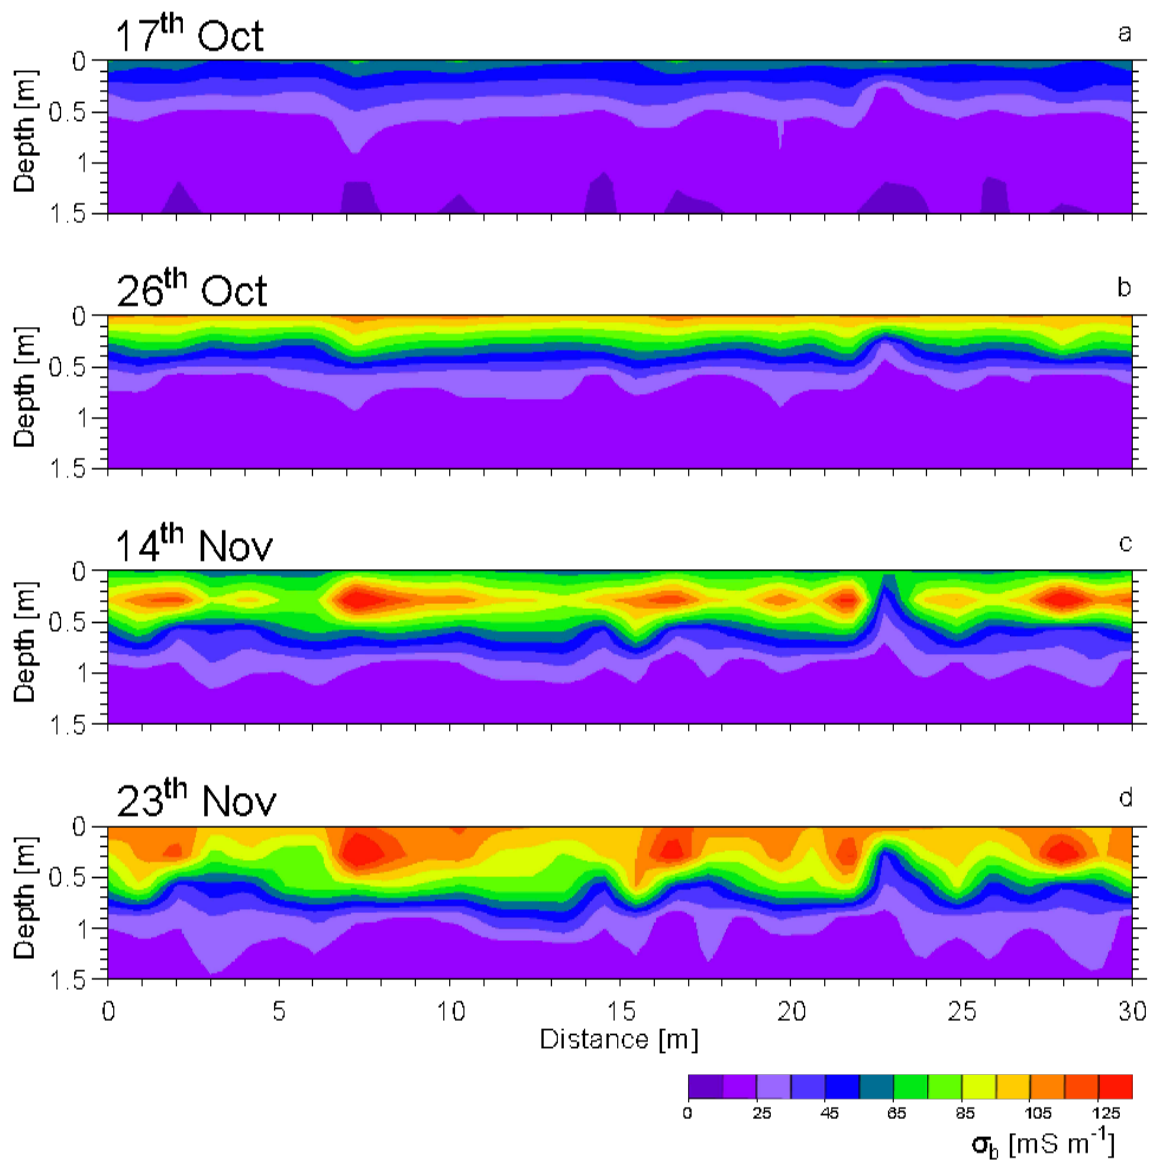 17th Oct
a
Depth [m]
0
0.5
1
1.5
26th Oct
b
Depth [m]
0
0.5
1
1.5
14th Nov
c
Depth [m]
0
0.5
1
1.5
23th Nov
d
Depth [m]
0
0.5
1
1.5
0 5 10 15 20 25 30
Distance [m]
0 25 45 65 85 105 125
σb [mS m-1]